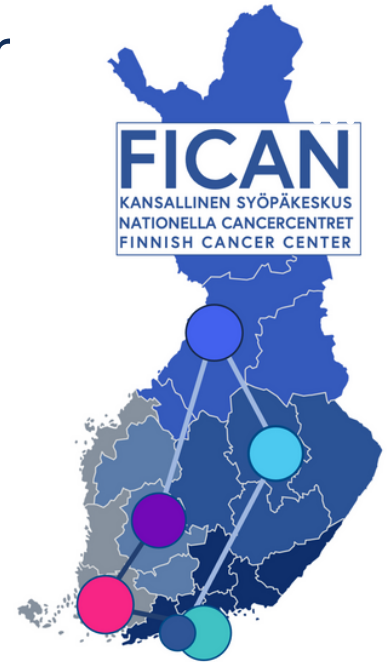 FICAN
KANSALLINEN SYÖPÄKESKUS
NATIONELLA CANCERCENTRET
FINNISH CANCER CENTER